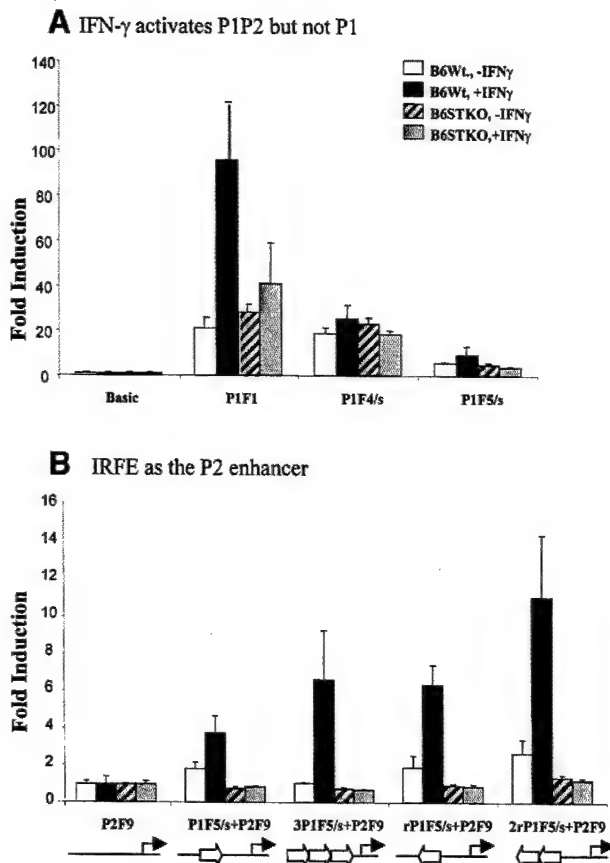 A IFN-γ activates P1P2 but not P1
B6Wt., -IFNγ
B6Wt, +IFNγ
B6STKO, -IFNγ
B6STKO,+IFNγ
Fold Induction
140
120
100
80
60
40
20
0
Basic
P1F1
P1F4/s
P1F5/s
B IRFE as the P2 enhancer
Fold Induction
16
14
12
10
8
6
4
2
0
P2F9
P1F5/s+P2F9
3P1F5/s+P2F9
rP1F5/s+P2F9
2rP1F5/s+P2F9